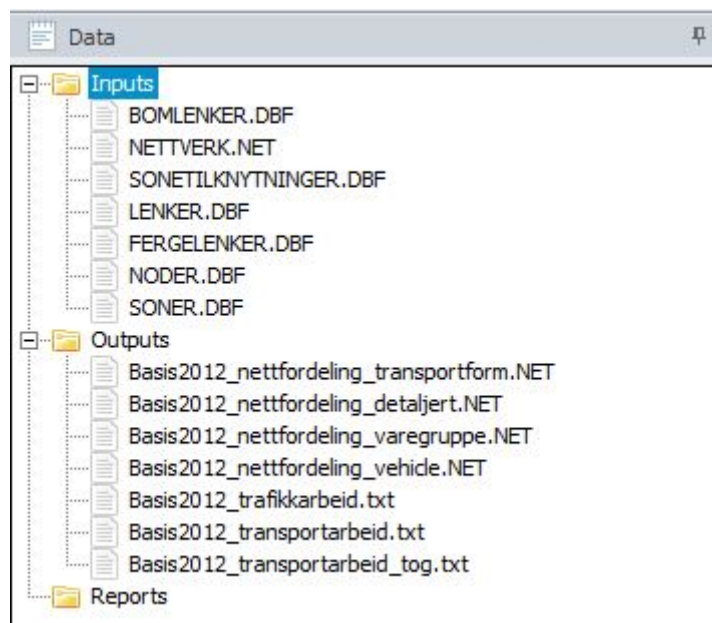 Data
Inputs
BOMLENKER.DBF
NETTVERK.NET
SONETILKNYTNINGER.DBF
LENKER.DBF
FERGELENKER.DBF
NODER.DBF
SONER.DBF
Outputs
Basis2012_nettfordeling_transportform.NET
Basis2012_nettfordeling_detaljert.NET
Basis2012_nettfordeling_varegruppe.NET
Basis2012_nettfordeling_vehicle.NET
Basis2012_trafikkarbeid.txt
Basis2012_transportarbeid.txt
Basis2012_transportarbeid_tog.txt
Reports